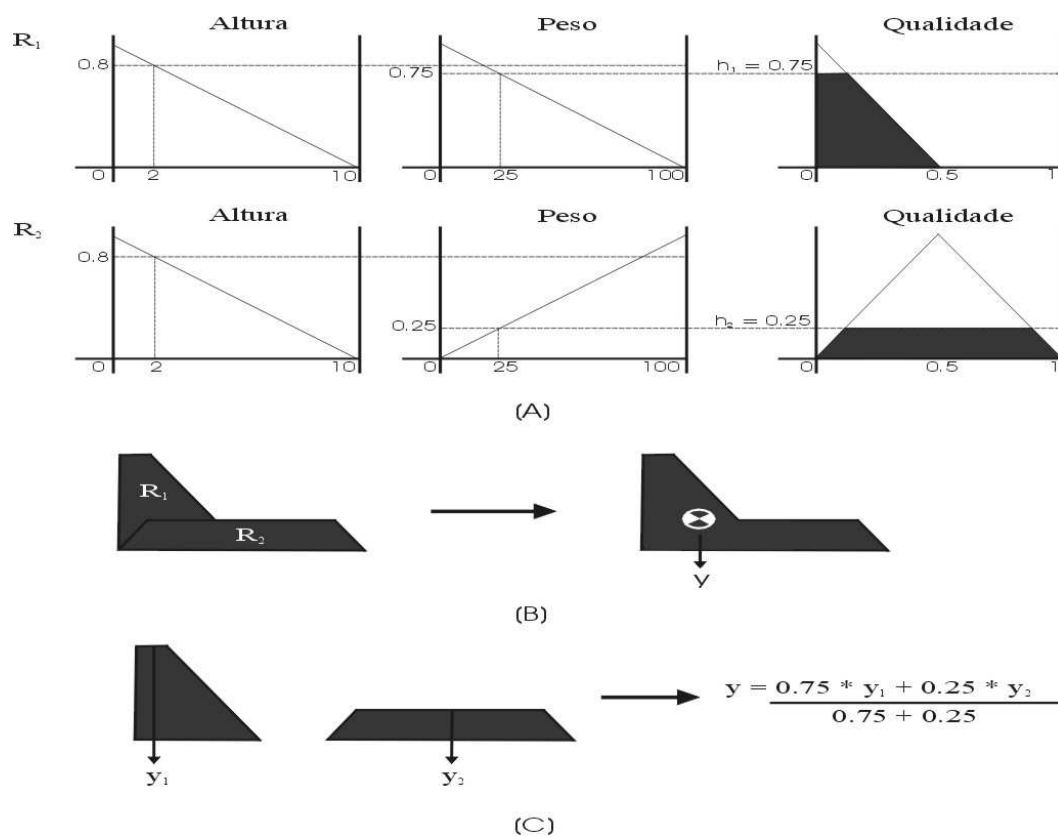 Altura Peso Qualidade
R₁
0.8 0.75 h₁ = 0.75
0 2 10 0 25 100 0 0.5 1
Altura Peso Qualidade
R₂
0.8
0.25 h₂ = 0.25
0 2 10 0 25 100 0 0.5 1
(A)
R₁
R₂
y
(B)
y = 0.75 * y₁ + 0.25 * y₂
0.75 + 0.25
y₁ y₂
(C)